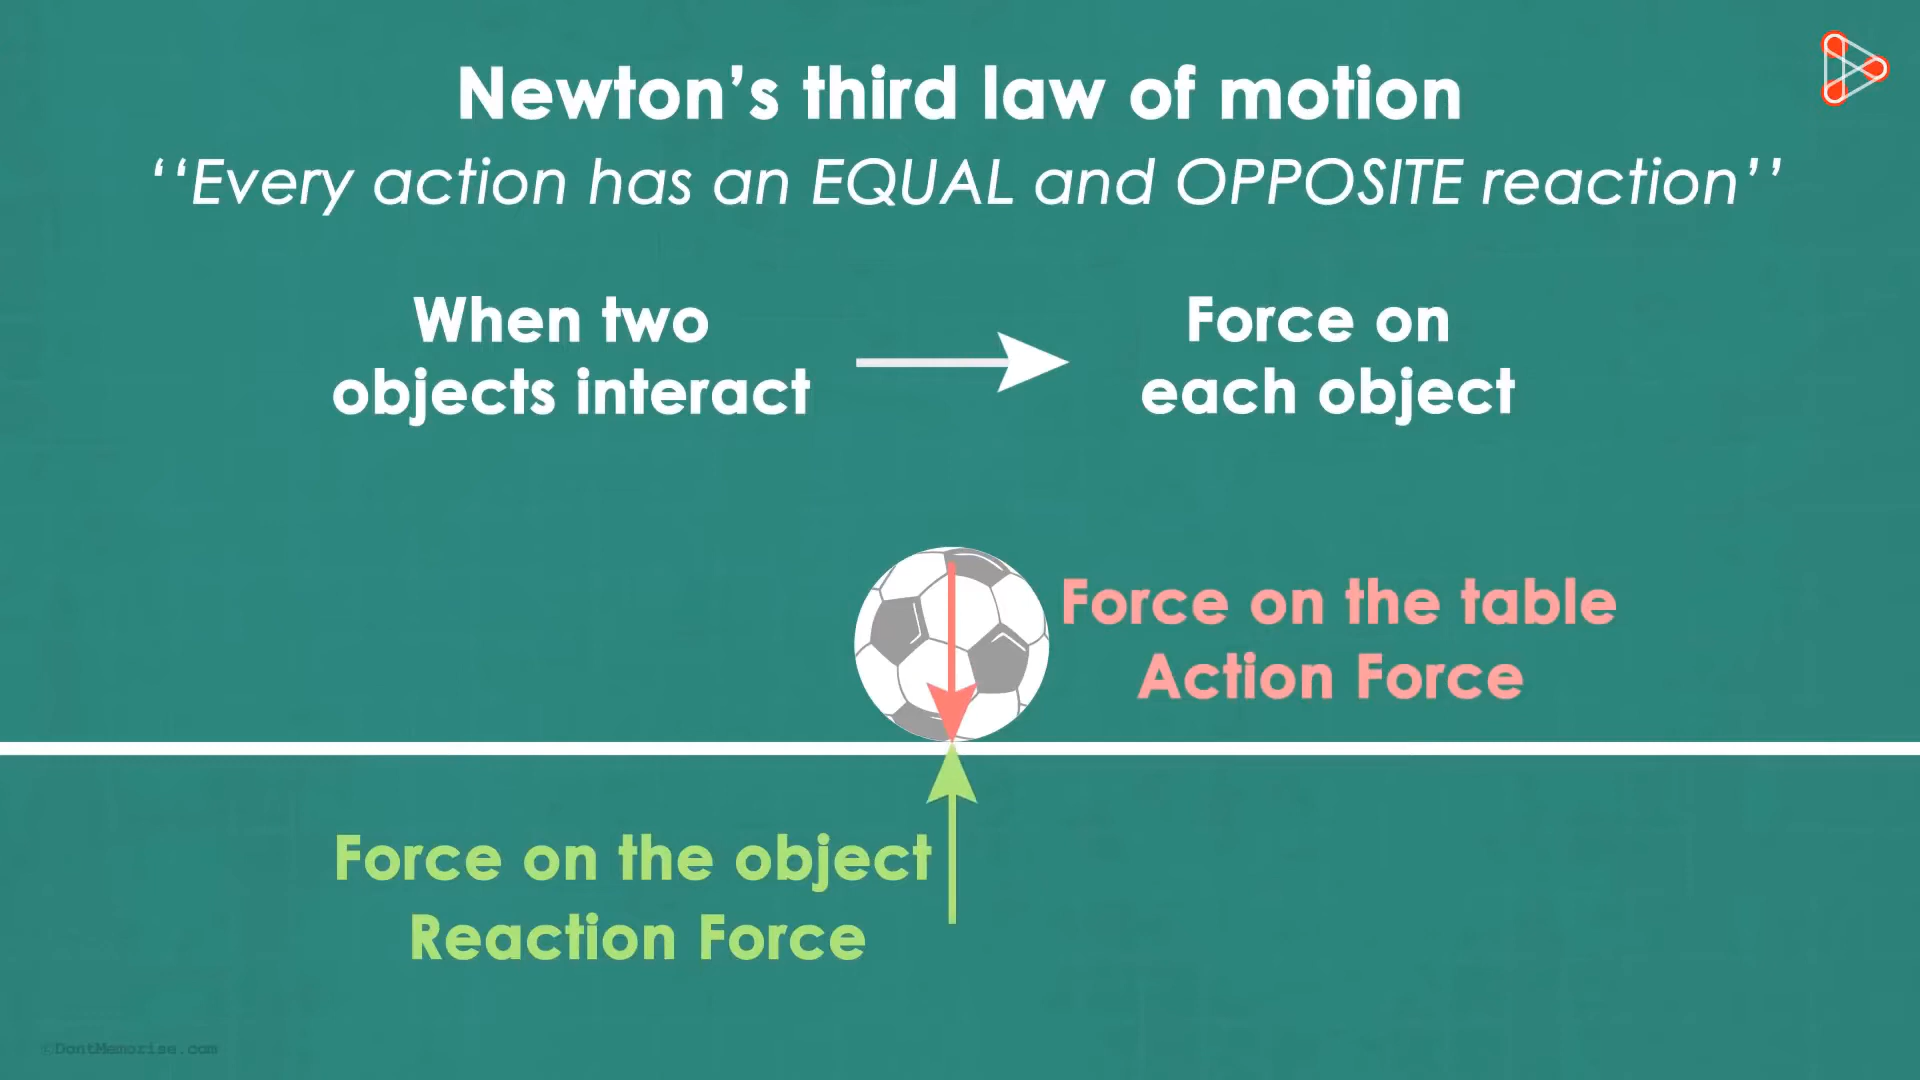 Newton’s third law of motion
‘‘Every action has an EQUAL and OPPOSITE reaction’’
When two
objects interact
Force on
each object
Force on the table
Action Force
Force on the object
Reaction Force
©DontMemorise.com